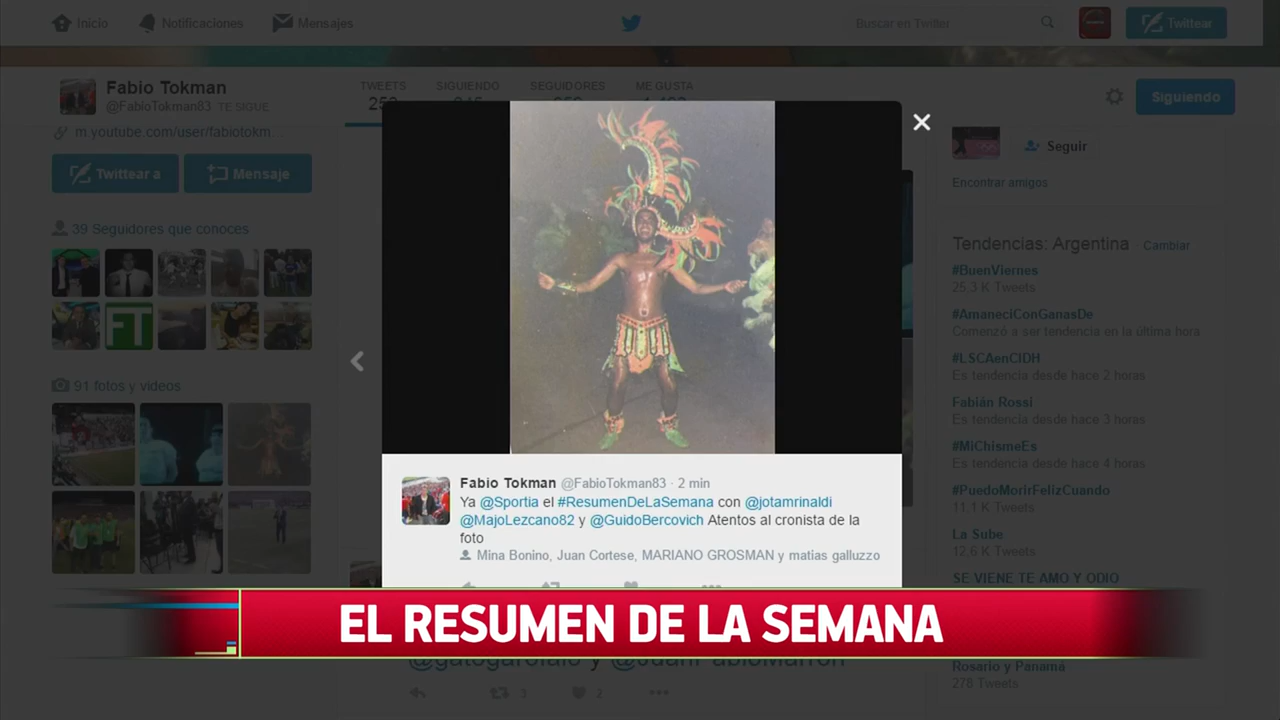 Inicio
Notificaciones
Mensajes
Buscar en Twitter
Twittear
Fabio Tokman
@FabioTokman83 TE SIGUE
m.youtube.com/user/fabiotokm
Twittear a
Mensaje
39 Seguidores que conoces
FT
91 fotos y videos
TWEETS
SIGUIENDO
SEGUIDORES
ME GUSTA
Siguiendo
Fabio Tokman @FabioTokman83 · 2 min
Ya @Sportia el #ResumenDeLaSemana con @jotamrinaldi
@MajoLezcano82 y @GuidoBercovich Atentos al cronista de la
foto
Mina Bonino, Juan Cortese, MARIANO GROSMAN y matias galluzzo
3
2
Seguir
Encontrar amigos
Tendencias: Argentina · Cambiar
#BuenViernes
25,3 K Tweets
#AmaneciConGanasDe
Comenzó a ser tendencia en la última hora
#LSCAenCIDH
Es tendencia desde hace 2 horas
Fabián Rossi
Es tendencia desde hace 3 horas
#MiChismeEs
Es tendencia desde hace 4 horas
#PuedoMorirFelizCuando
11,1 K Tweets
La Sube
12,6 K Tweets
SE VIENE TE AMO Y ODIO
Rosario y Panamá
278 Tweets
EL RESUMEN DE LA SEMANA